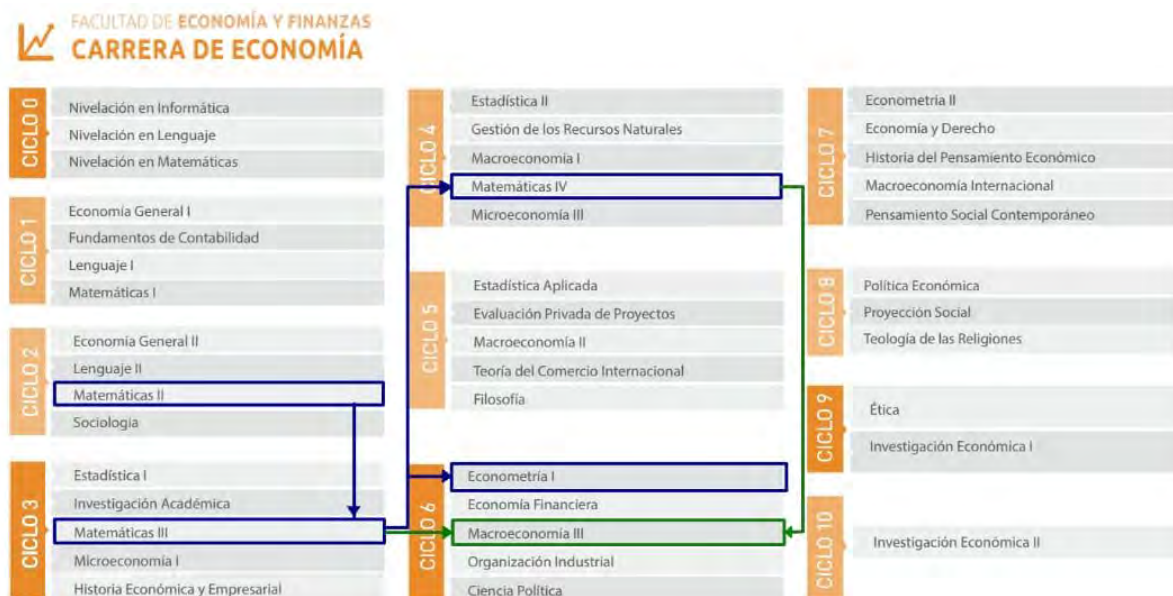 FACULTAD DE ECONOMÍA Y FINANZAS
CARRERA DE ECONOMÍA
CICLO 0
Nivelación en Informática
Nivelación en Lenguaje
Nivelación en Matemáticas
CICLO 1
Economía General I
Fundamentos de Contabilidad
Lenguaje I
Matemáticas I
CICLO 2
Economía General II
Lenguaje II
Matemáticas II
Sociología
CICLO 3
Estadística I
Investigación Académica
Matemáticas III
Microeconomía I
Historia Económica y Empresarial
CICLO 4
Estadística II
Gestión de los Recursos Naturales
Macroeconomía I
Matemáticas IV
Microeconomía III
CICLO 5
Estadística Aplicada
Evaluación Privada de Proyectos
Macroeconomía II
Teoría del Comercio Internacional
Filosofía
CICLO 6
Econometría I
Economía Financiera
Macroeconomía III
Organización Industrial
Ciencia Política
CICLO 7
Econometría II
Economía y Derecho
Historia del Pensamiento Económico
Macroeconomía Internacional
Pensamiento Social Contemporáneo
CICLO 8
Política Económica
Proyección Social
Teología de las Religiones
CICLO 9
Ética
Investigación Económica I
CICLO 10
Investigación Económica II